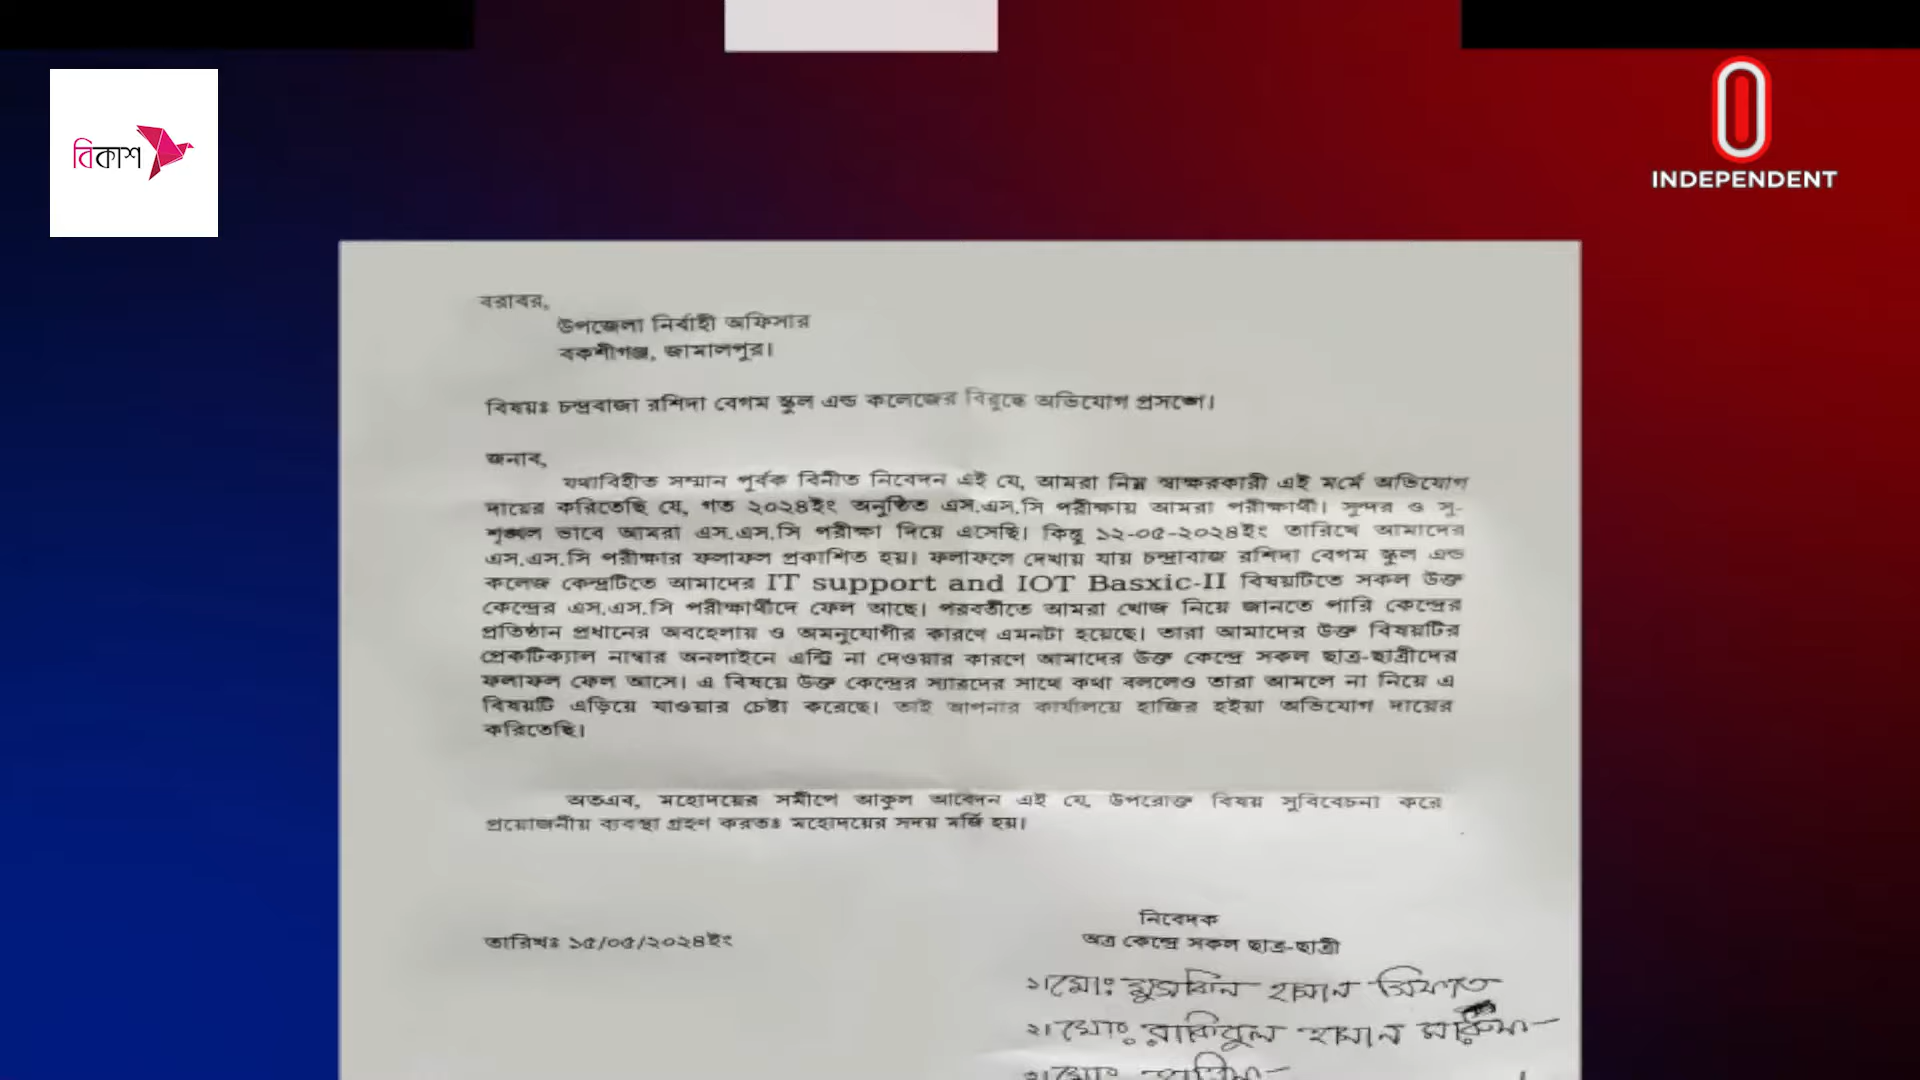 বিকাশ
INDEPENDENT
বরাবর,
উপজেলা নির্বাহী অফিসার
বকশীগঞ্জ, জামালপুর।
বিষয়ঃ চন্দ্রবাজা রশিদা বেগম স্কুল এন্ড কলেজের বিরুদ্ধে অভিযোগ প্রসঙ্গে।
জনাব,
যথাবিহীত সম্মান পূর্বক বিনীত নিবেদন এই যে, আমরা নিম্ন স্বাক্ষরকারী এই মর্মে অভিযোগ
দায়ের করিতেছি যে, গত ২০২৪ইং অনুষ্ঠিত এস.এস.সি পরীক্ষায় আমরা পরীক্ষার্থী। সুন্দর ও সু-
শৃঙ্খল ভাবে আমরা এস.এস.সি পরীক্ষা দিয়ে এসেছি। কিন্তু ১২-০৫-২০২৪ইং তারিখে আমাদের
এস.এস.সি পরীক্ষার ফলাফল প্রকাশিত হয়। ফলাফলে দেখায় যায় চন্দ্রাবাজ রশিদা বেগম স্কুল এন্ড
কলেজ কেন্দ্রটিতে আমাদের IT support and IOT Basxic-II বিষয়টিতে সকল উক্ত
কেন্দ্রের এস.এস.সি পরীক্ষার্থীদে ফেল আছে। পরবর্তীতে আমরা খোজ নিয়ে জানতে পারি কেন্দ্রের
প্রতিষ্ঠান প্রধানের অবহেলায় ও অমনুযোগীর কারণে এমনটা হয়েছে। তারা আমাদের উক্ত বিষয়টির
প্রেকটিক্যাল নাম্বার অনলাইনে এন্ট্রি না দেওয়ার কারণে আমাদের উক্ত কেন্দ্রে সকল ছাত্র-ছাত্রীদের
ফলাফল ফেল আসে। এ বিষয়ে উক্ত কেন্দ্রের স্যারদের সাথে কথা বললেও তারা আমলে না নিয়ে এ
বিষয়টি এড়িয়ে যাওয়ার চেষ্টা করেছে। তাই আপনার কার্যালয়ে হাজির হইয়া অভিযোগ দায়ের
করিতেছি।
অতএব, মহোদয়ের সমীপে আকুল আবেদন এই যে, উপরোক্ত বিষয় সুবিবেচনা করে
প্রয়োজনীয় ব্যবস্থা গ্রহণ করতঃ মহোদয়ের সদয় মর্জি হয়।
নিবেদক
অত্র কেন্দ্রে সকল ছাত্র-ছাত্রী
তারিখঃ ১৫/০৫/২০২৪ইং
১। মোঃ হাসান সিফাত
২। মোঃ রাকিবুল হাসান মারুফ